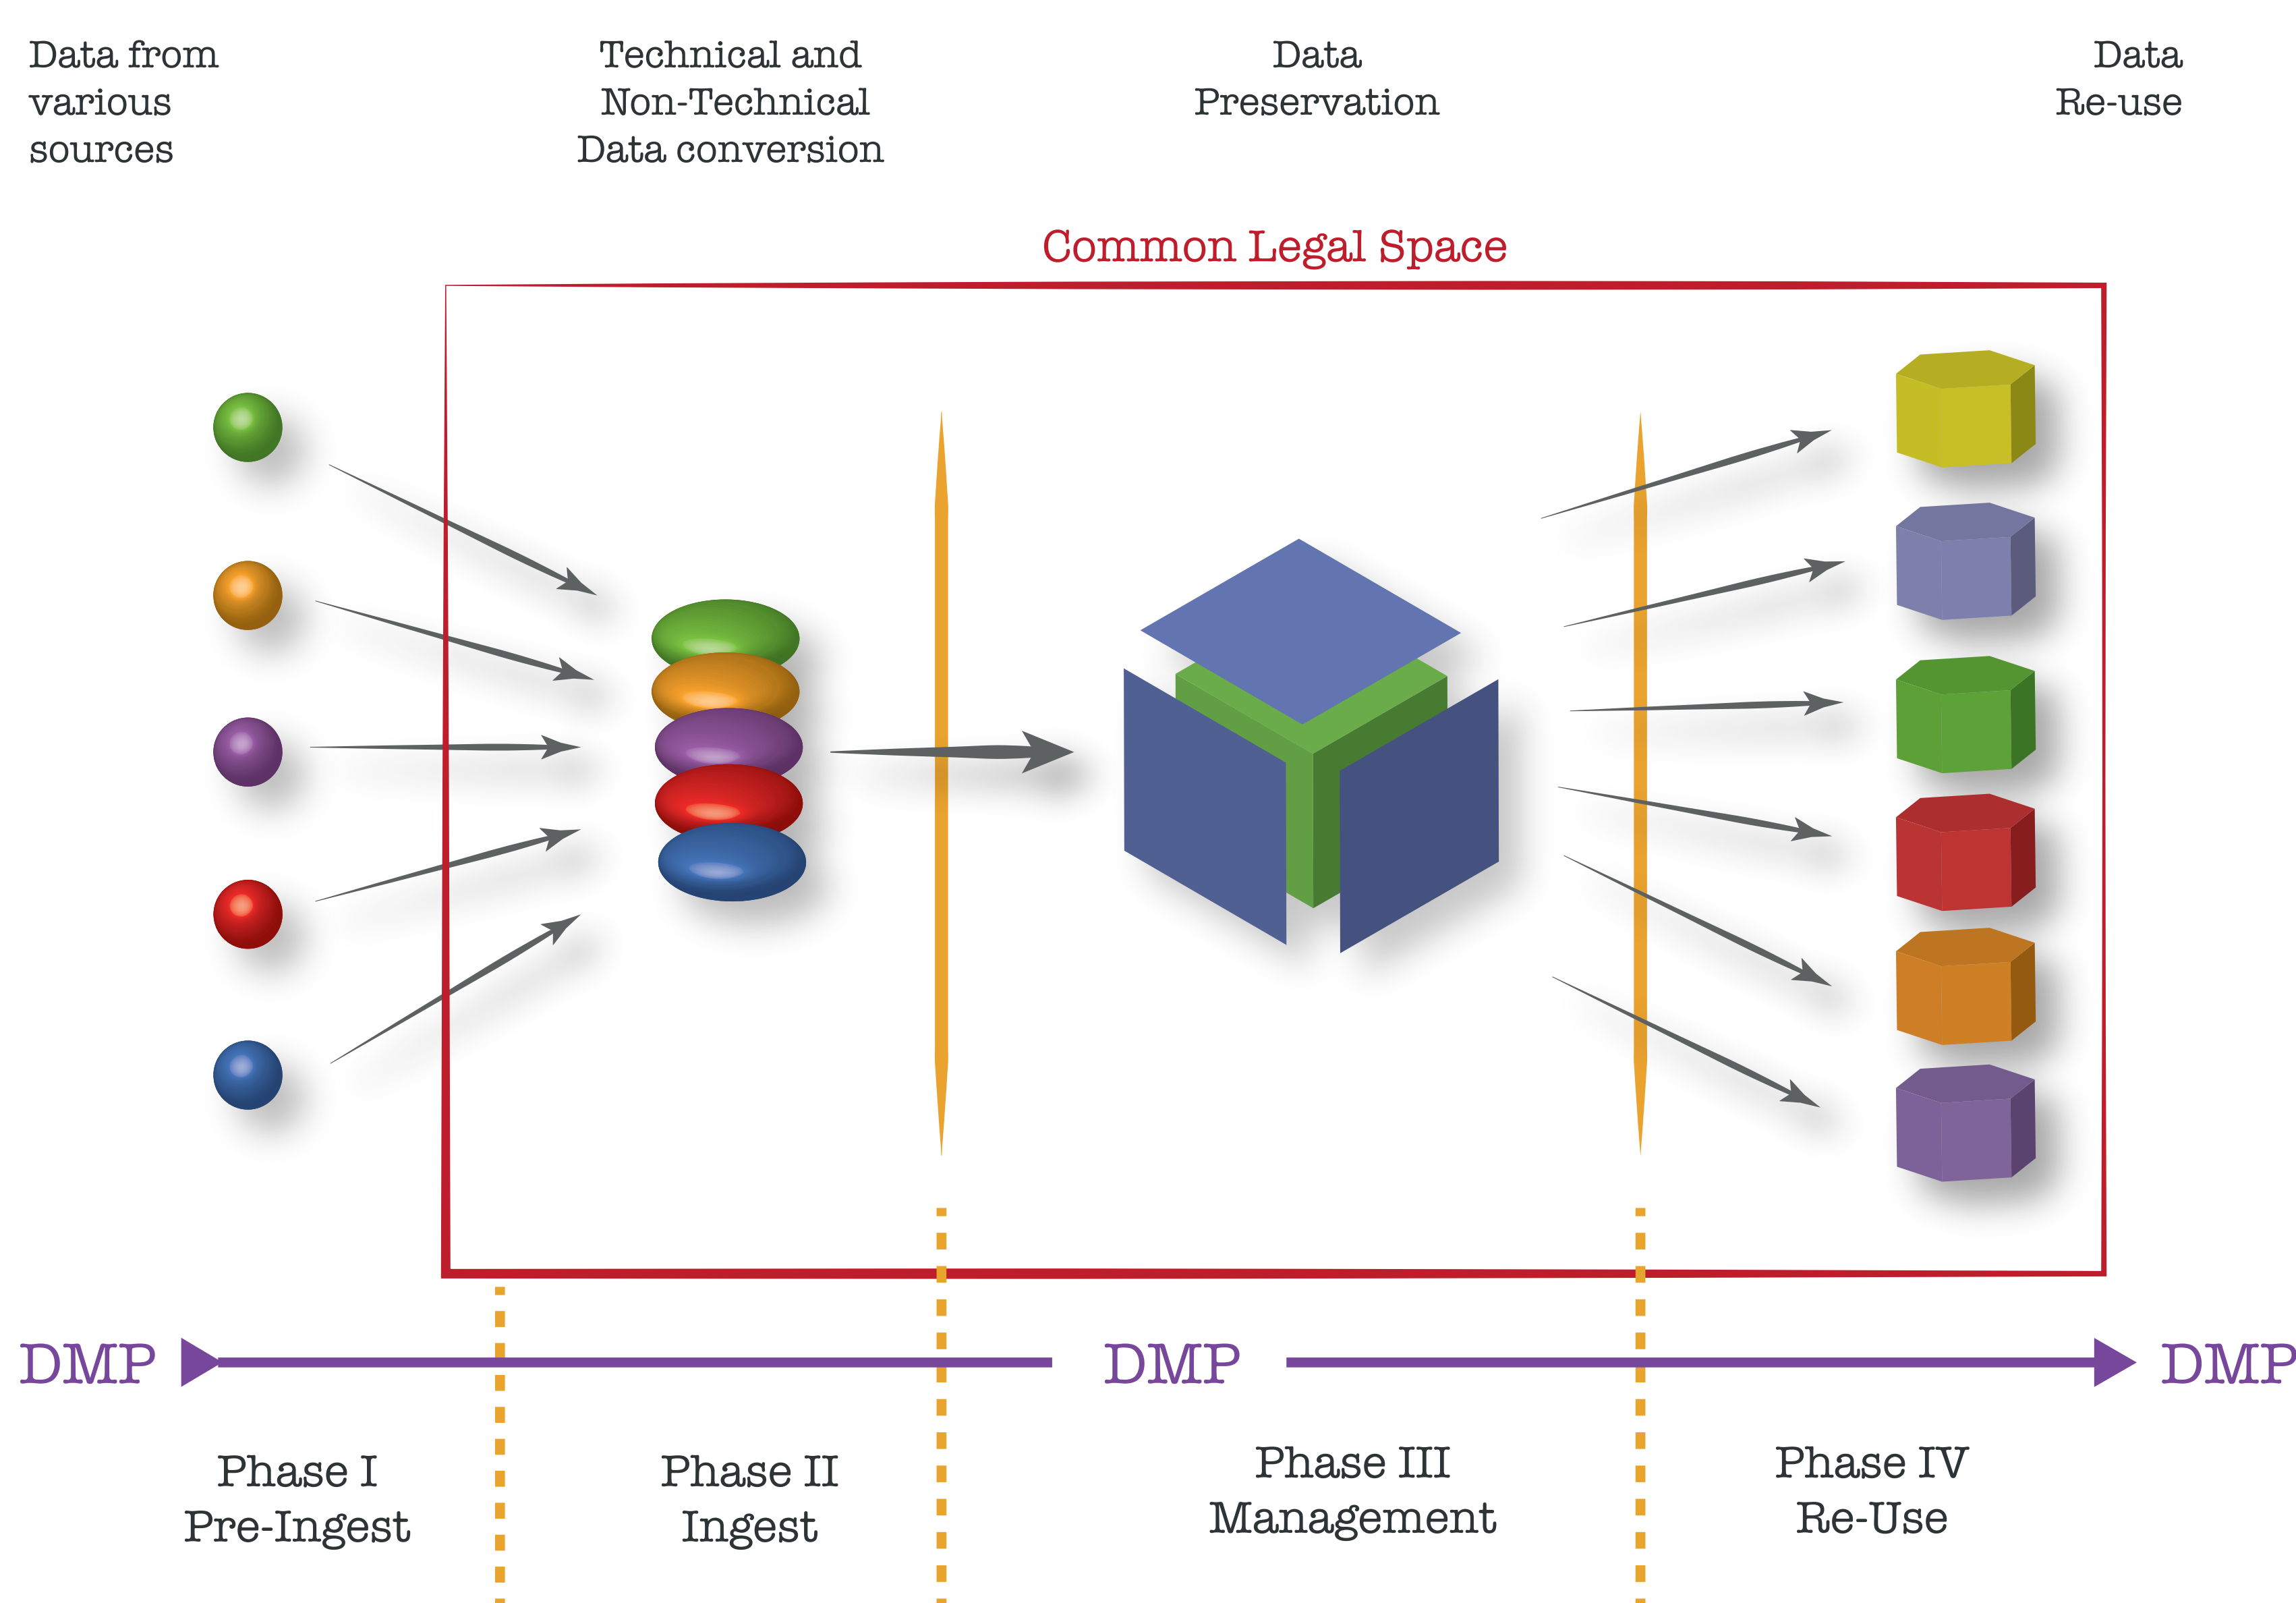 Data from
various
sources
Technical and
Non-Technical
Data conversion
Data
Preservation
Data
Re-use
Common Legal Space
DMP
DMP
DMP
Phase I
Pre-Ingest
Phase II
Ingest
Phase III
Management
Phase IV
Re-Use